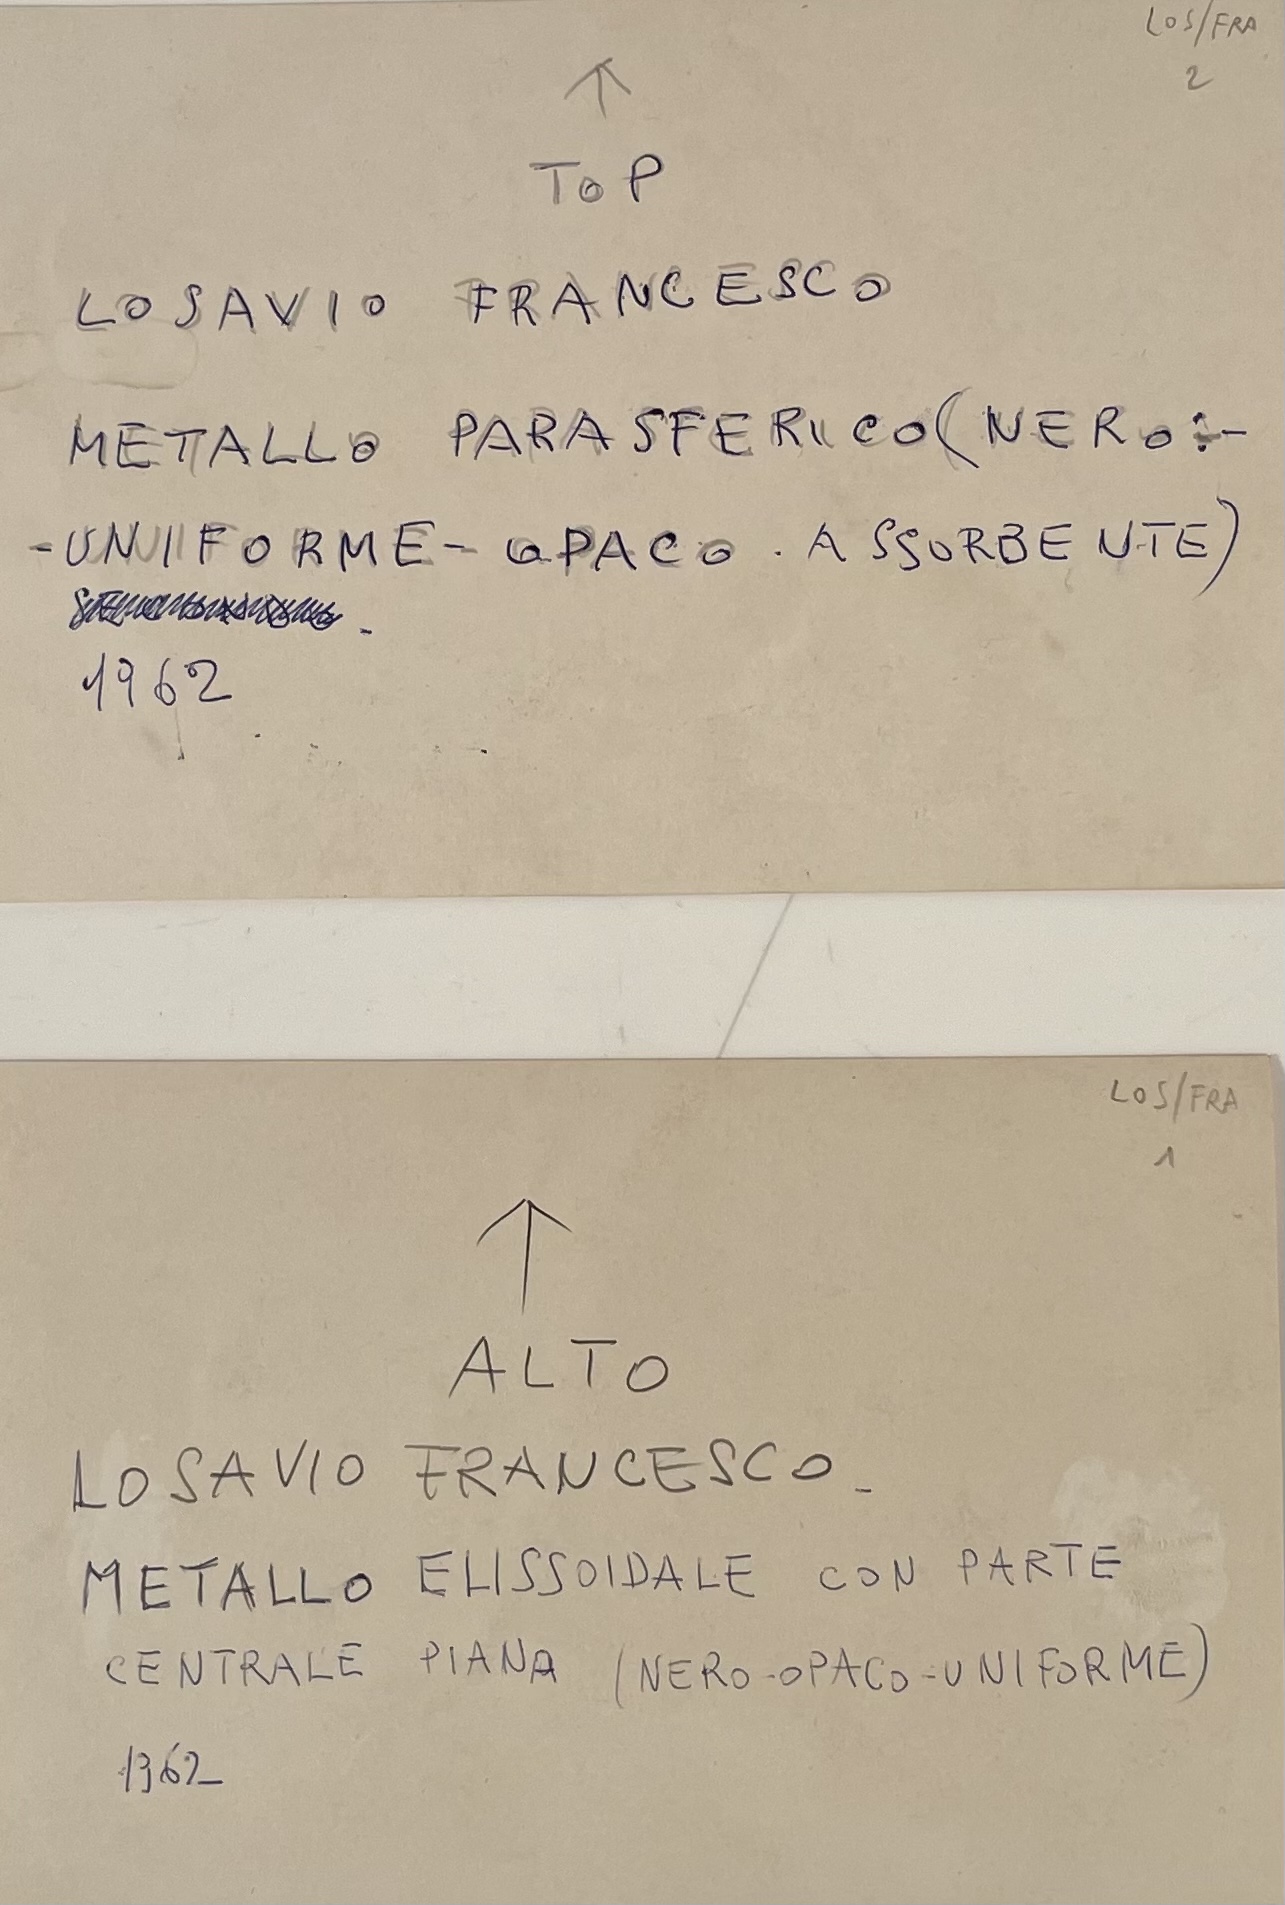 LOS/FRA
2
↑
TOP
LOSAVIO FRANCESCO
METALLO PARASFERICO (NERO:-
-UNIFORME-OPACO.ASSORBENTE)
1962
LOS/FRA
1
↑
ALTO
LOSAVIO FRANCESCO_
METALLO ELISSOIDALE CON PARTE
CENTRALE PIANA (NERO-OPACO-UNIFORME)
1962